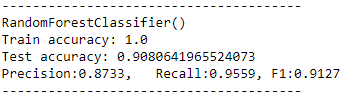 ----------------------------------------
RandomForestClassifier()
Train accuracy: 1.0
Test accuracy: 0.9080641965524073
Precision:0.8733,   Recall:0.9559, F1:0.9127
----------------------------------------